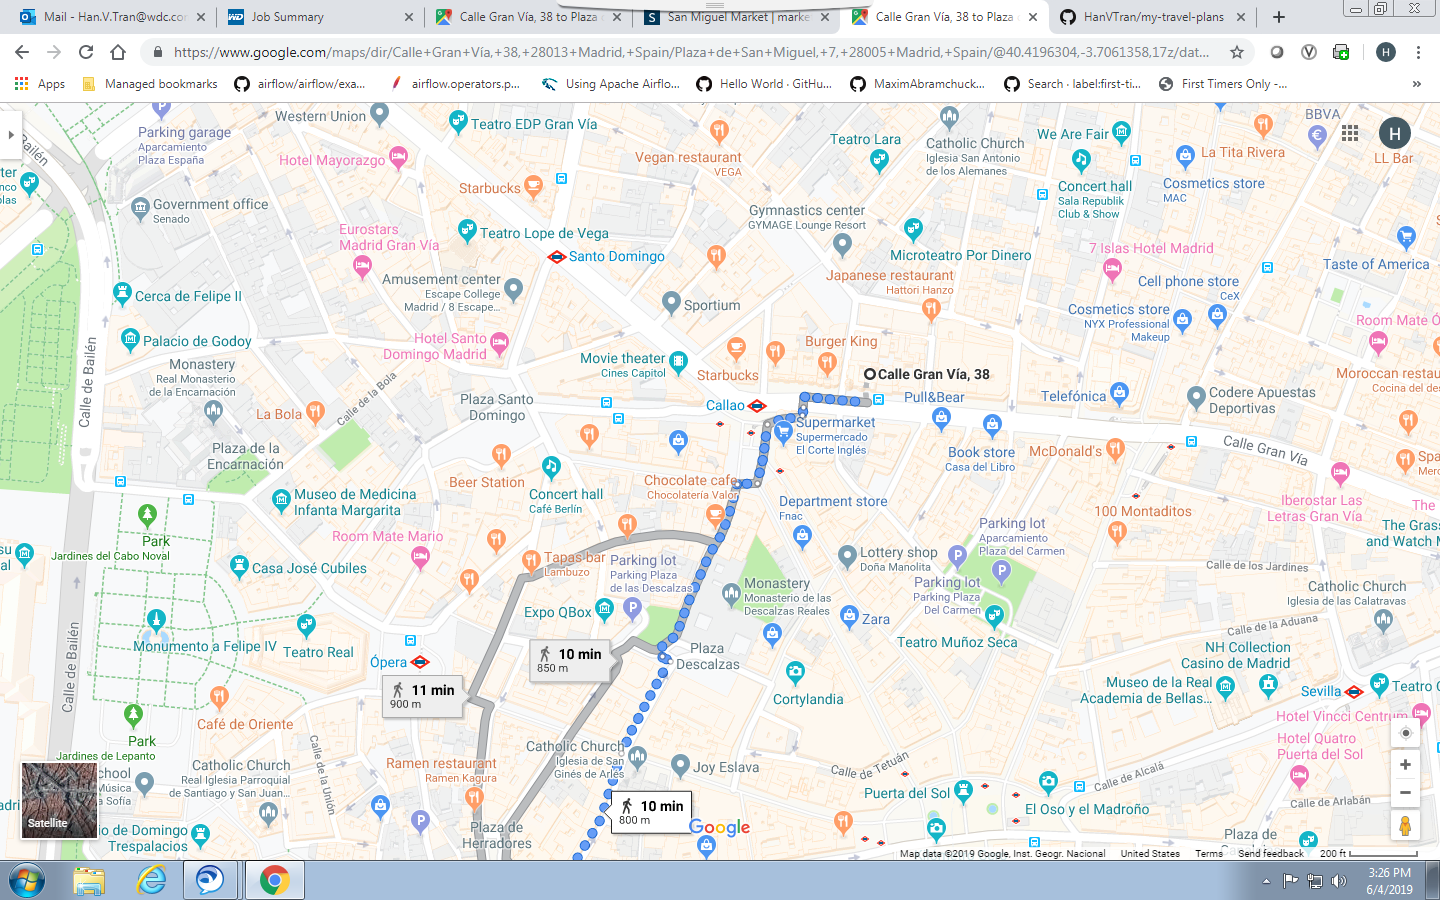 Mail - Han.V.Tran@wdc.cor
Job Summary
Calle Gran Vía, 38 to Plaza
San Miguel Market | marke
Calle Gran Vía, 38 to Plaza
HanVTran/my-travel-plans
https://www.google.com/maps/dir/Calle+Gran+Vía,+38,+28013+Madrid,+Spain/Plaza+de+San+Miguel,+7,+28005+Madrid,+Spain/@40.4196304,-3.7061358,17z/dat...
H
Apps
Managed bookmarks
airflow/airflow/exa...
airflow.operators.p...
Using Apache Airflo...
Hello World · GitHu...
MaximAbramchuck...
Search · label:first-ti...
First Timers Only -...
»
Western Union
Parking garage
Aparcamiento
Plaza España
Bailén
Teatro EDP Gran Vía
Vegan restaurant
VEGA
Teatro Lara
Catholic Church
Iglesia San Antonio
de los Alemanes
We Are Fair
BBVA
La Tita Rivera
H
LL Bar
Hotel Mayorazgo
Starbucks
Concert hall
Sala Republik
Club & Show
Cosmetics store
MAC
Government office
Senado
Eurostars
Madrid Gran Vía
Teatro Lope de Vega
Gymnastics center
GYMAGE Lounge Resort
Microteatro Por Dinero
7 Islas Hotel Madrid
Santo Domingo
Taste of America
Amusement center
Escape College
Madrid / 8 Escape...
Japanese restaurant
Hattori Hanzo
Cell phone store
CeX
Cerca de Felipe II
Sportium
Cosmetics store
NYX Professional
Makeup
Room Mate Ó
Palacio de Godoy
Hotel Santo
Domingo Madrid
Burger King
Movie theater
Cines Capitol
Starbucks
Monastery
Real Monasterio
de la Encarnación
Calle de la Bola
Calle de Bailén
Calle Gran Vía, 38
Moroccan restau
Cocina del des
Plaza Santo
Domingo
Callao
Pull&Bear
Telefónica
Codere Apuestas
Deportivas
La Bola
Supermarket
Supermercado
El Corte Inglés
Calle Gran Vía
Plaza de la
Encarnación
Book store
Casa del Libro
McDonald's
Spa
Merc
Beer Station
Chocolate cafe
Chocolatería Valor
Concert hall
Café Berlín
Department store
Fnac
Museo de Medicina
Infanta Margarita
Iberostar Las
Letras Gran Vía
The
100 Montaditos
Park
Jardines del Cabo Noval
Room Mate Mario
Parking lot
Aparcamiento
Plaza del Carmen
The Grass
and Watch M
Tapas bar
Lambuzo
Parking lot
Parking Plaza
de las Descalzas
Lottery shop
Doña Manolita
Casa José Cubiles
Calle de los Jardines
Monastery
Monasterio de las
Descalzas Reales
Parking lot
Parking Plaza
Del Carmen
Catholic Church
Iglesia de las Calatravas
Expo QBox
Zara
Calle de la Aduana
Monumento a Felipe IV
Teatro Real
Teatro Muñoz Seca
Plaza
Descalzas
10 min
850 m
Ópera
NH Collection
Casino de Madrid
11 min
900 m
Calle de Bailén
Cortylandia
Museo de la Real
Academia de Bellas...
Sevilla
Teatro
Café de Oriente
Hotel Vincci Centrum
Park
Jardines de Lepanto
Calle de la Unión
Catholic Church
Iglesia de San
Ginés de Arlés
Hotel Quatro
Puerta del Sol
Ramen restaurant
Ramen Kagura
Joy Eslava
Calle de Tetuán
Calle de Alcalá
School
Música
Sofía
Catholic Church
Real Iglesia Parroquial
de Santiago y San Juan...
Puerta del Sol
El Oso y el Madroño
Calle de Arlabán
10 min
800 m
Satellite
Google
Plaza de
Herradores
io de Domingo
Trespalacios
Plaza de
Map data ©2019 Google, Inst. Geogr. Nacional
United States
Terms
Send feedback
200 ft
3:26 PM
6/4/2019